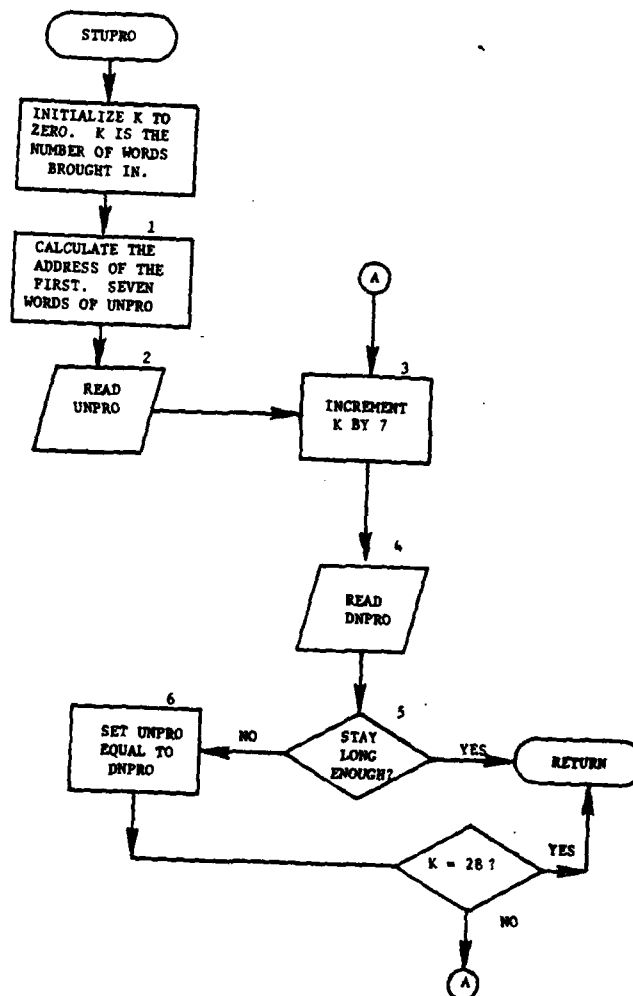 STUPRO
INITIALIZE K TO
ZERO. K IS THE
NUMBER OF WORDS
BROUGHT IN.
1
CALCULATE THE
ADDRESS OF THE
FIRST. SEVEN
WORDS OF UNPRO
A
2
READ
UNPRO
3
INCREMENT
K BY 7
4
READ
DNPRO
6
SET UNPRO
EQUAL TO
DNPRO
NO
5
STAY
LONG
ENOUGH?
YES
RETURN
K = 28 ?
YES
NO
A